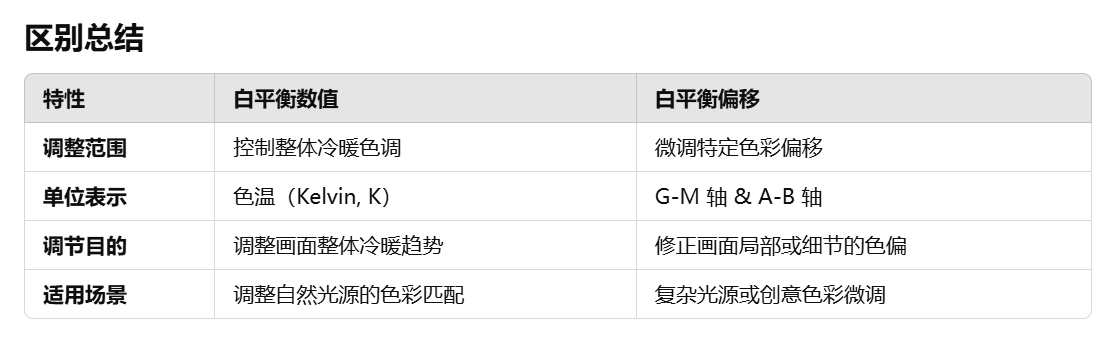 区别总结
特性 白平衡数值 白平衡偏移
调整范围 控制整体冷暖色调 微调特定色彩偏移
单位表示 色温（Kelvin, K） G-M 轴 & A-B 轴
调节目的 调整画面整体冷暖趋势 修正画面局部或细节的色偏
适用场景 调整自然光源的色彩匹配 复杂光源或创意色彩微调